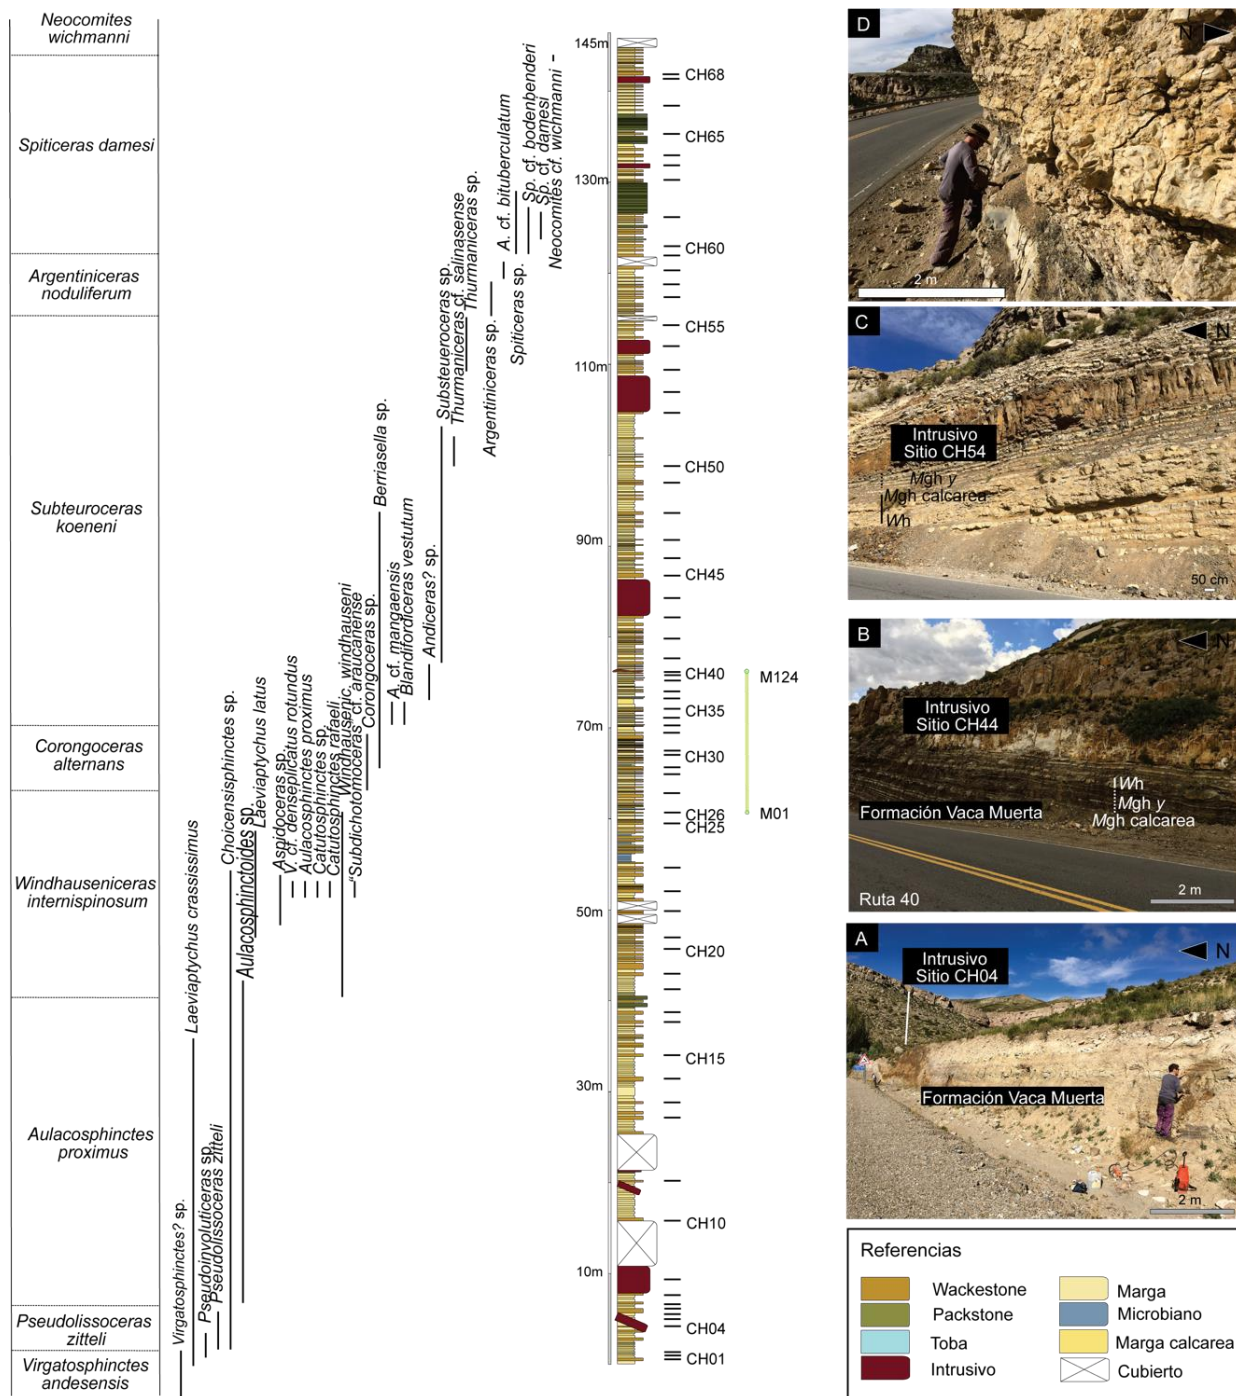 Neocomites
wichmanni
Spiticeras damesi
Argentiniceras
noduliferum
Subteuroceras
koeneni
Corongoceras
alternans
Windhauseniceras
internispinosum
Aulacosphinctes
proximus
Pseudolissoceras
zitteli
Virgatosphinctes
andesensis
Virgatosphinctes? sp.
Laevaptychus crassissimus
Pseudoinvoluticeras sp.
Pseudolissoceras zitteli
Choicensisphinctes sp.
Aulacosphinctoides sp.
Laeviaptychus latus
Aspidoceras sp.
V. cf. denseplicatus rotundus
Aulacosphinctes proximus
Catutosphinctes sp.
Catutosphinctes rafaeli
Windhausenic. windhauseni
"Subdichotomoceras" cf. araucanense
Corongoceras sp.
Berriasella sp.
A. cf. mangaensis
Blandifordiceras vestutum
Andiceras? sp.
Substeueroceras sp.
Thurmaniceras cf. salinasense
Thurmaniceras sp.
Argentiniceras sp.
A. cf. bituberculatum
Spiticeras sp.
Sp. cf. bodenbenderi
Sp. cf. damesi
Neocomites cf. wichmanni
145m
130m
110m
90m
70m
50m
30m
10m
CH68
CH65
CH60
CH55
CH50
CH45
CH40
CH35
CH30
CH26
CH25
CH20
CH15
CH10
CH04
CH01
M124
M01
D
N
2 m
C
N
Intrusivo
Sitio CH54
Mgh y
Mgh calcarea
Wh
50 cm
B
N
Intrusivo
Sitio CH44
Wh
Mgh y
Mgh calcarea
Formación Vaca Muerta
Ruta 40
2 m
A
N
Intrusivo
Sitio CH04
Formación Vaca Muerta
2 m
Referencias
Wackestone
Packstone
Toba
Intrusivo
Marga
Microbiano
Marga calcarea
Cubierto